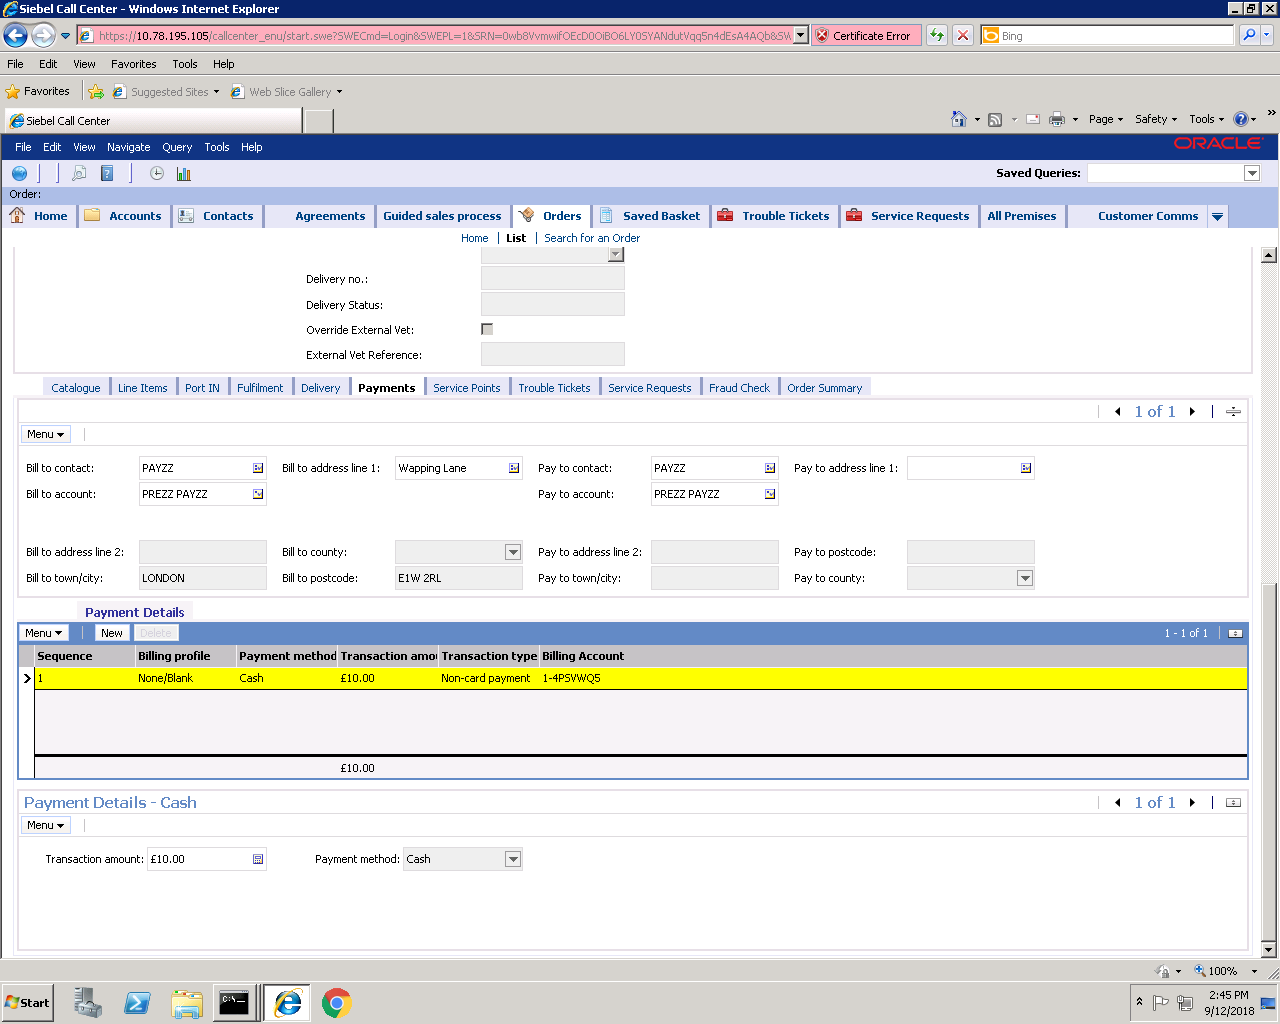 Siebel Call Center - Windows Internet Explorer
https://10.78.195.105/callcenter_enu/start.swe?SWECmd=Login&SWEPL=1&SRN= Certificate Error Bing
File Edit View Favorites Tools Help
Favorites Suggested Sites Web Slice Gallery
Siebel Call Center Page Safety Tools »
File Edit View Navigate Query Tools Help ORACLE
Saved Queries:
Order:
Home Accounts Contacts Agreements Guided sales process Orders Saved Basket Trouble Tickets Service Requests All Premises Customer Comms
Home | List | Search for an Order
Delivery no.:
Delivery Status:
Override External Vet:
External Vet Reference:
Catalogue Line Items Port IN Fulfilment Delivery Payments Service Points Trouble Tickets Service Requests Fraud Check Order Summary
1 of 1
Menu
Bill to contact: PAYZZ Bill to address line 1: Wapping Lane Pay to contact: PAYZZ Pay to address line 1:
Bill to account: PREZZ PAYZZ Pay to account: PREZZ PAYZZ
Bill to address line 2: Bill to county: Pay to address line 2: Pay to postcode:
Bill to town/city: LONDON Bill to postcode: E1W 2RL Pay to town/city: Pay to county:
Payment Details
Menu New Delete 1 - 1 of 1
Sequence Billing profile Payment method Transaction amou Transaction type Billing Account
1 None/Blank Cash £10.00 Non-card payment 1-4PSVWQ5
£10.00
Payment Details - Cash 1 of 1
Menu
Transaction amount: £10.00 Payment method: Cash
100%
Start C:\. 2:45 PM
9/12/2018